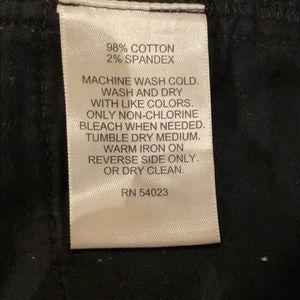 98% COTTON
2% SPANDEX
MACHINE WASH COLD.
WASH AND DRY
WITH LIKE COLORS.
ONLY NON-CHLORINE
BLEACH WHEN NEEDED.
TUMBLE DRY MEDIUM.
WARM IRON ON
REVERSE SIDE ONLY.
OR DRY CLEAN.
RN 54023